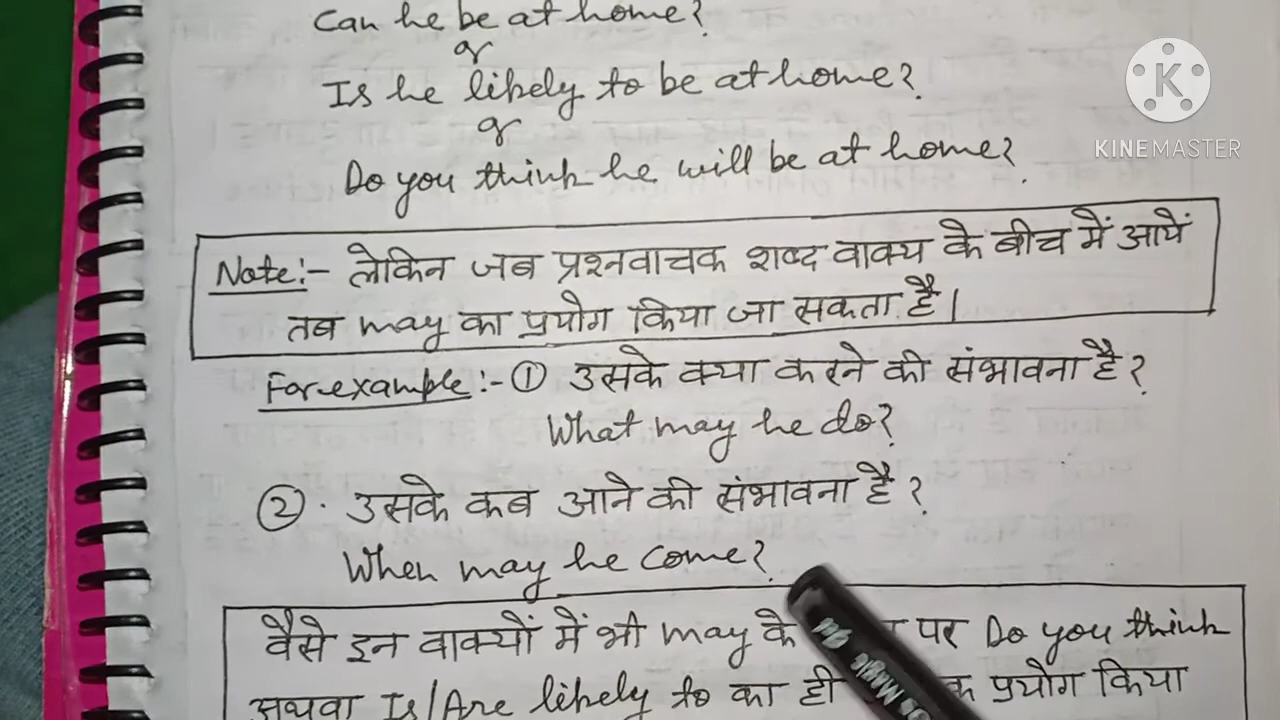 Can he be at home?
or
Is he likely to be at home?
or
Do you think he will be at home?
Note:- लेकिन जब प्रश्नवाचक शब्द वाक्य के बीच में आयें
तब may का प्रयोग किया जा सकता है।
For example:- ① उसके क्या करने की संभावना है?
What may he do?
②. उसके कब आने की संभावना है?
When may he come?
वैसे इन वाक्यों में भी may के पर Do you think
अथवा Is/Are likely to का ही प्रयोग किया
K
KINEMASTER